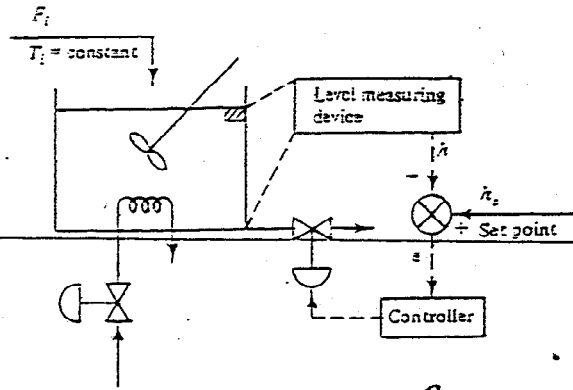 F_i
T_i = constant
Level measuring
device
h
−
h_s
+ Set point
ε
Controller